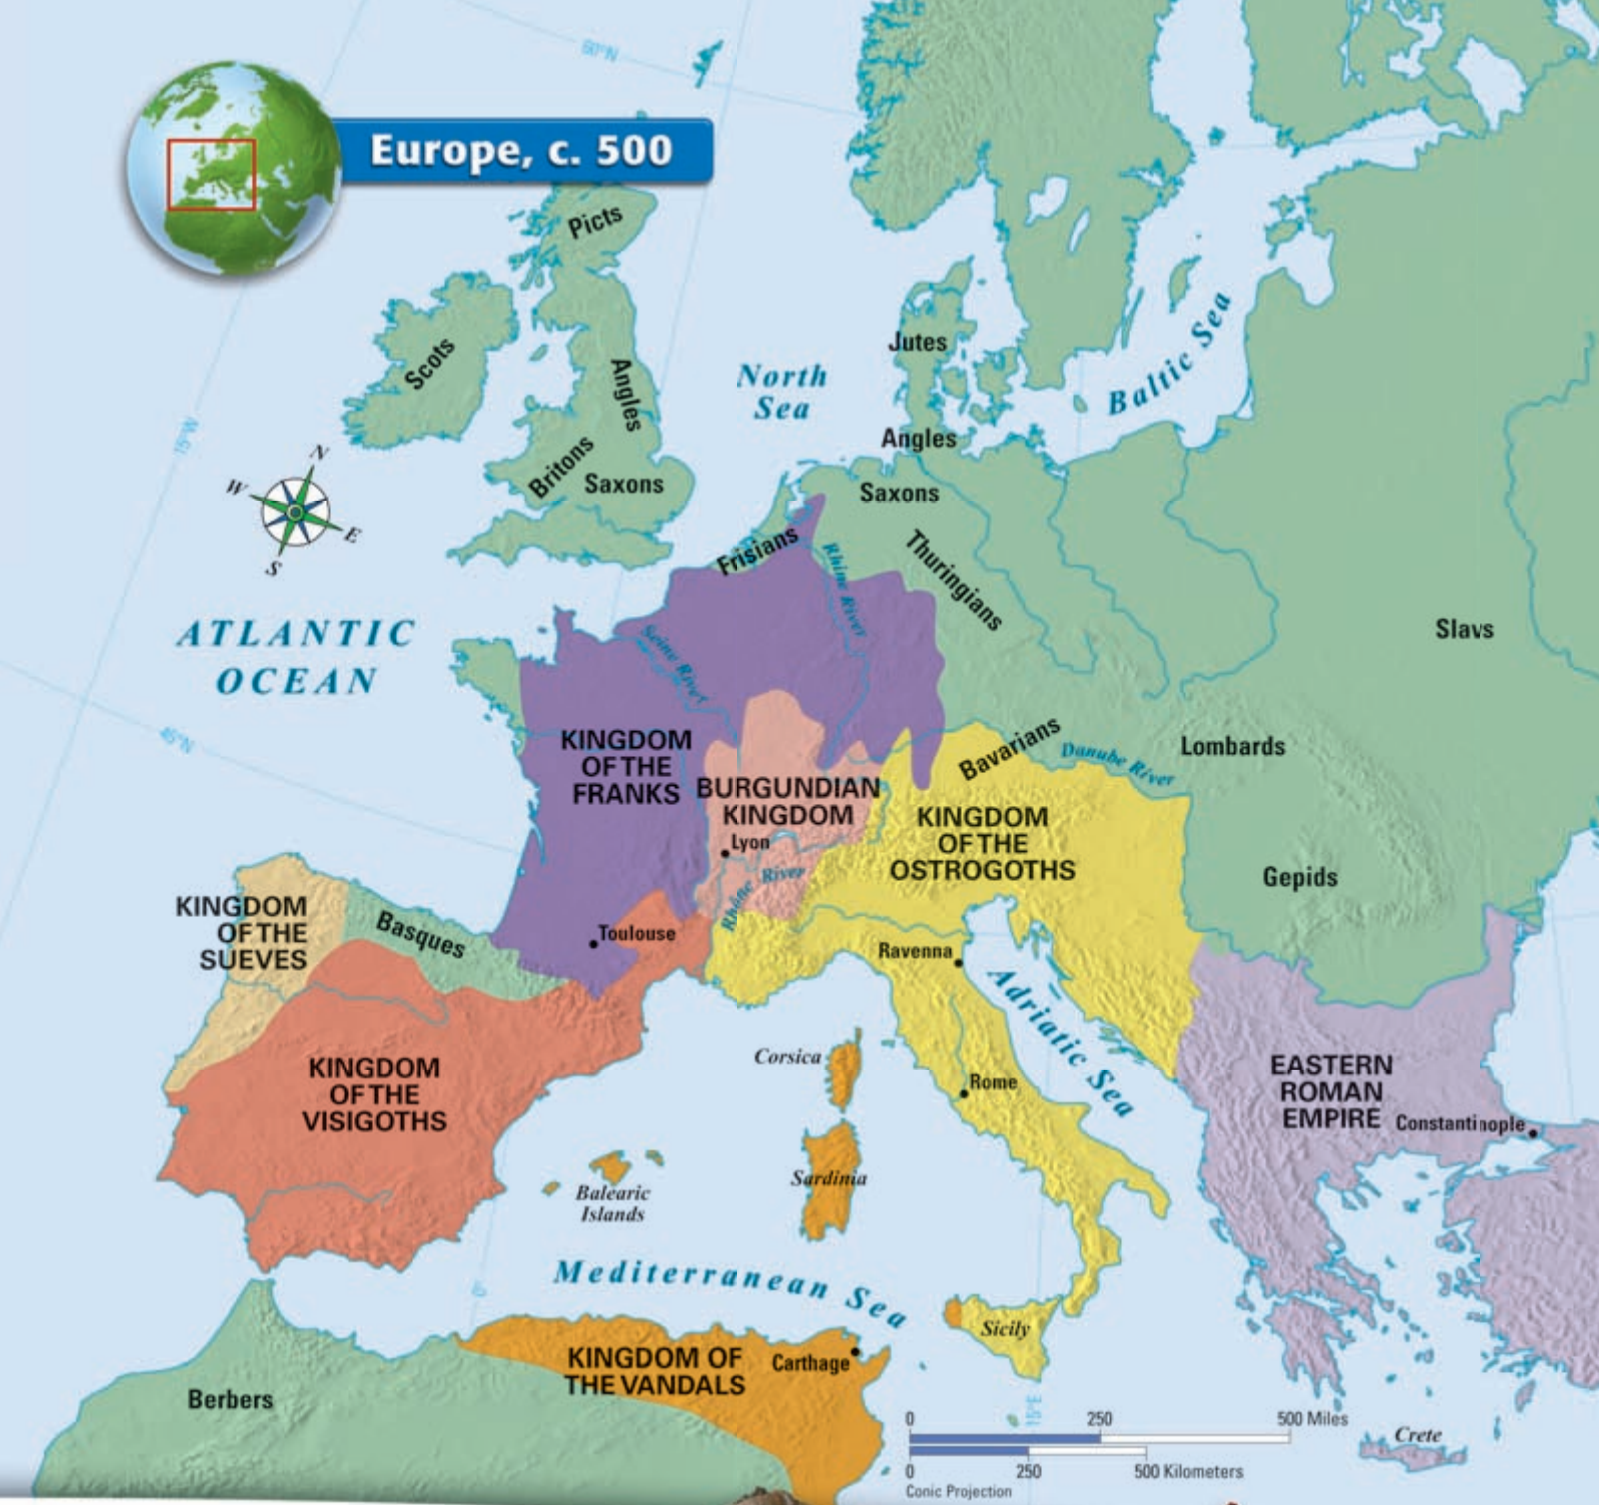 60°N
Europe, c. 500
Picts
Scots
Angles
Britons
Saxons
North
Sea
Jutes
Angles
Saxons
Baltic Sea
15°W
N
W
E
S
Frisians
Rhine River
Thuringians
Slavs
ATLANTIC
OCEAN
45°N
Seine River
KINGDOM
OF THE
FRANKS
BURGUNDIAN
KINGDOM
Lyon
Rhône River
Bavarians
Danube River
Lombards
KINGDOM
OF THE
OSTROGOTHS
Gepids
KINGDOM
OF THE
SUEVES
Basques
Toulouse
Ravenna
Adriatic Sea
Corsica
Rome
KINGDOM
OF THE
VISIGOTHS
EASTERN
ROMAN
EMPIRE
Constantinople
Balearic
Islands
Sardinia
Mediterranean Sea
Sicily
KINGDOM OF
THE VANDALS
Carthage
Berbers
15°E
Crete
0 250 500 Miles
0 250 500 Kilometers
Conic Projection